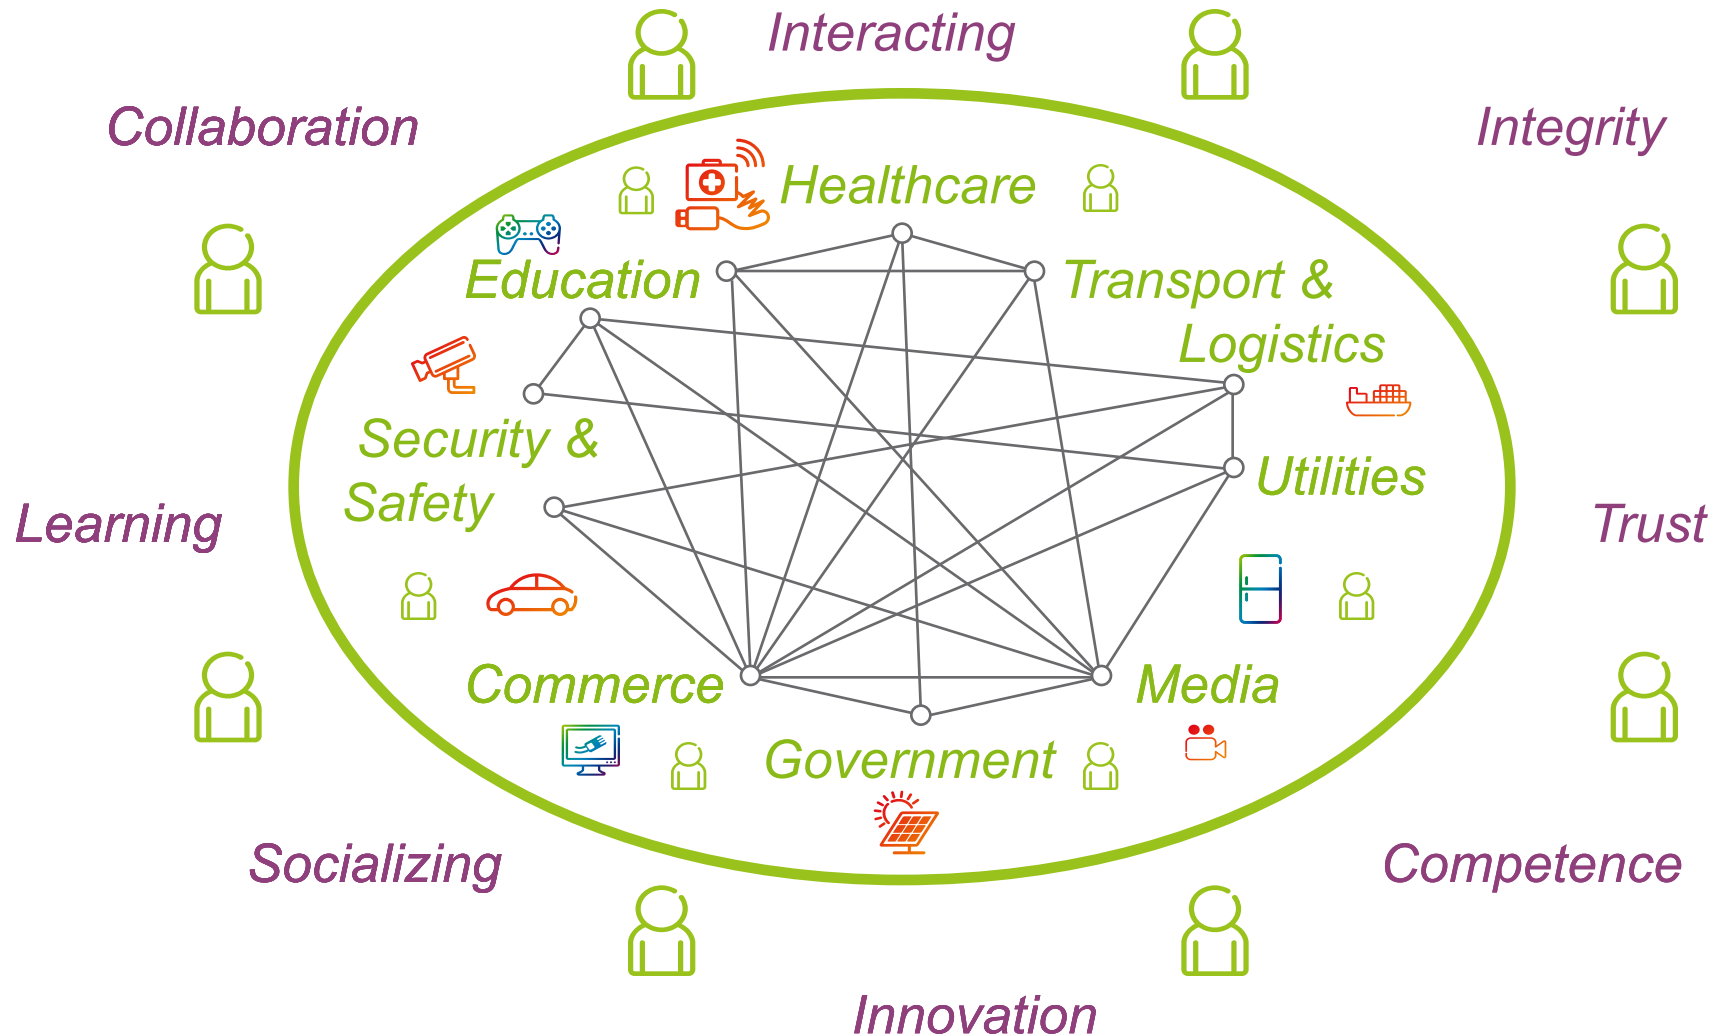 Interacting
Collaboration
Integrity
Healthcare
Education
Transport &
Logistics
Security &
Safety
Utilities
Learning
Trust
Commerce
Media
Government
Socializing
Competence
Innovation